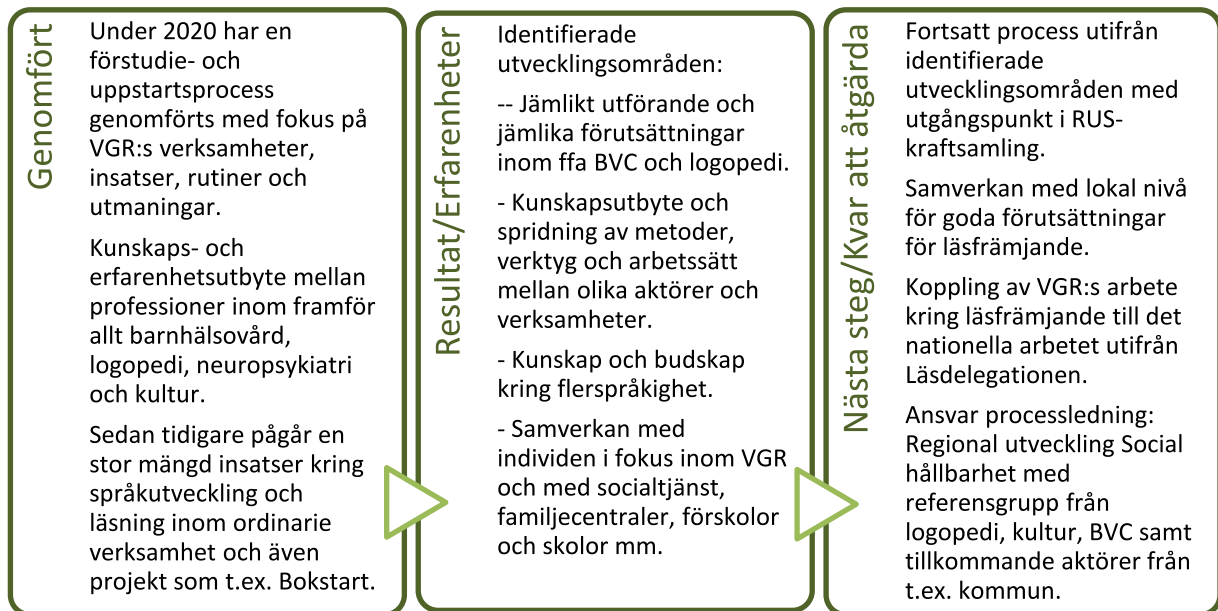 Genomfört
Under 2020 har en
förstudie- och
uppstartsprocess
genomförts med fokus på
VGR:s verksamheter,
insatser, rutiner och
utmaningar.
Kunskaps- och
erfarenhetsutbyte mellan
professioner inom framför
allt barnhälsovård,
logopedi, neuropsykiatri
och kultur.
Sedan tidigare pågår en
stor mängd insatser kring
språkutveckling och
läsning inom ordinarie
verksamhet och även
projekt som t.ex. Bokstart.
Resultat/Erfarenheter
Identifierade
utvecklingsområden:
-- Jämlikt utförande och
jämlika förutsättningar
inom ffa BVC och logopedi.
- Kunskapsutbyte och
spridning av metoder,
verktyg och arbetssätt
mellan olika aktörer och
verksamheter.
- Kunskap och budskap
kring flerspråkighet.
- Samverkan med
individen i fokus inom VGR
och med socialtjänst,
familjecentraler, förskolor
och skolor mm.
Nästa steg/Kvar att åtgärda
Fortsatt process utifrån
identifierade
utvecklingsområden med
utgångspunkt i RUS-
kraftsamling.
Samverkan med lokal nivå
för goda förutsättningar
för läsfrämjande.
Koppling av VGR:s arbete
kring läsfrämjande till det
nationella arbetet utifrån
Läsdelegationen.
Ansvar processledning:
Regional utveckling Social
hållbarhet med
referensgrupp från
logopedi, kultur, BVC samt
tillkommande aktörer från
t.ex. kommun.